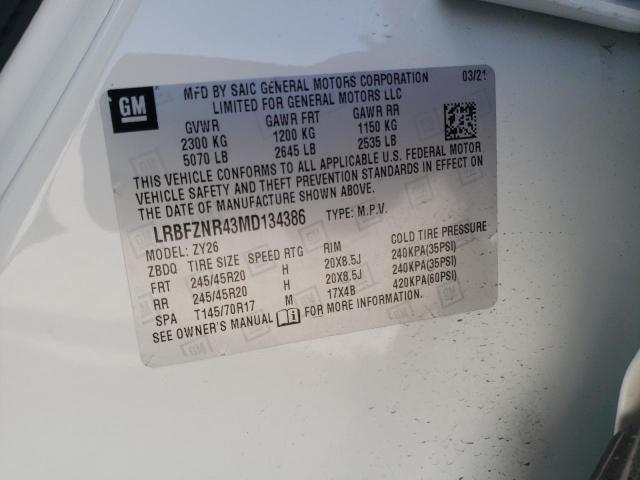 GM
MFD BY SAIC GENERAL MOTORS CORPORATION 03/21
LIMITED FOR GENERAL MOTORS LLC
GVWR GAWR FRT GAWR RR
2300 KG 1200 KG 1150 KG
5070 LB 2645 LB 2535 LB
THIS VEHICLE CONFORMS TO ALL APPLICABLE U.S. FEDERAL MOTOR
VEHICLE SAFETY AND THEFT PREVENTION STANDARDS IN EFFECT ON
THE DATE OF MANUFACTURE SHOWN ABOVE.
LRBFZNR43MD134386 TYPE: M.P.V.
MODEL: ZY26
ZBDQ TIRE SIZE SPEED RTG RIM COLD TIRE PRESSURE
FRT 245/45R20 H 20X8.5J 240KPA(35PSI)
RR 245/45R20 H 20X8.5J 240KPA(35PSI)
SPA T145/70R17 M 17X4B 420KPA(60PSI)
SEE OWNER'S MANUAL FOR MORE INFORMATION.